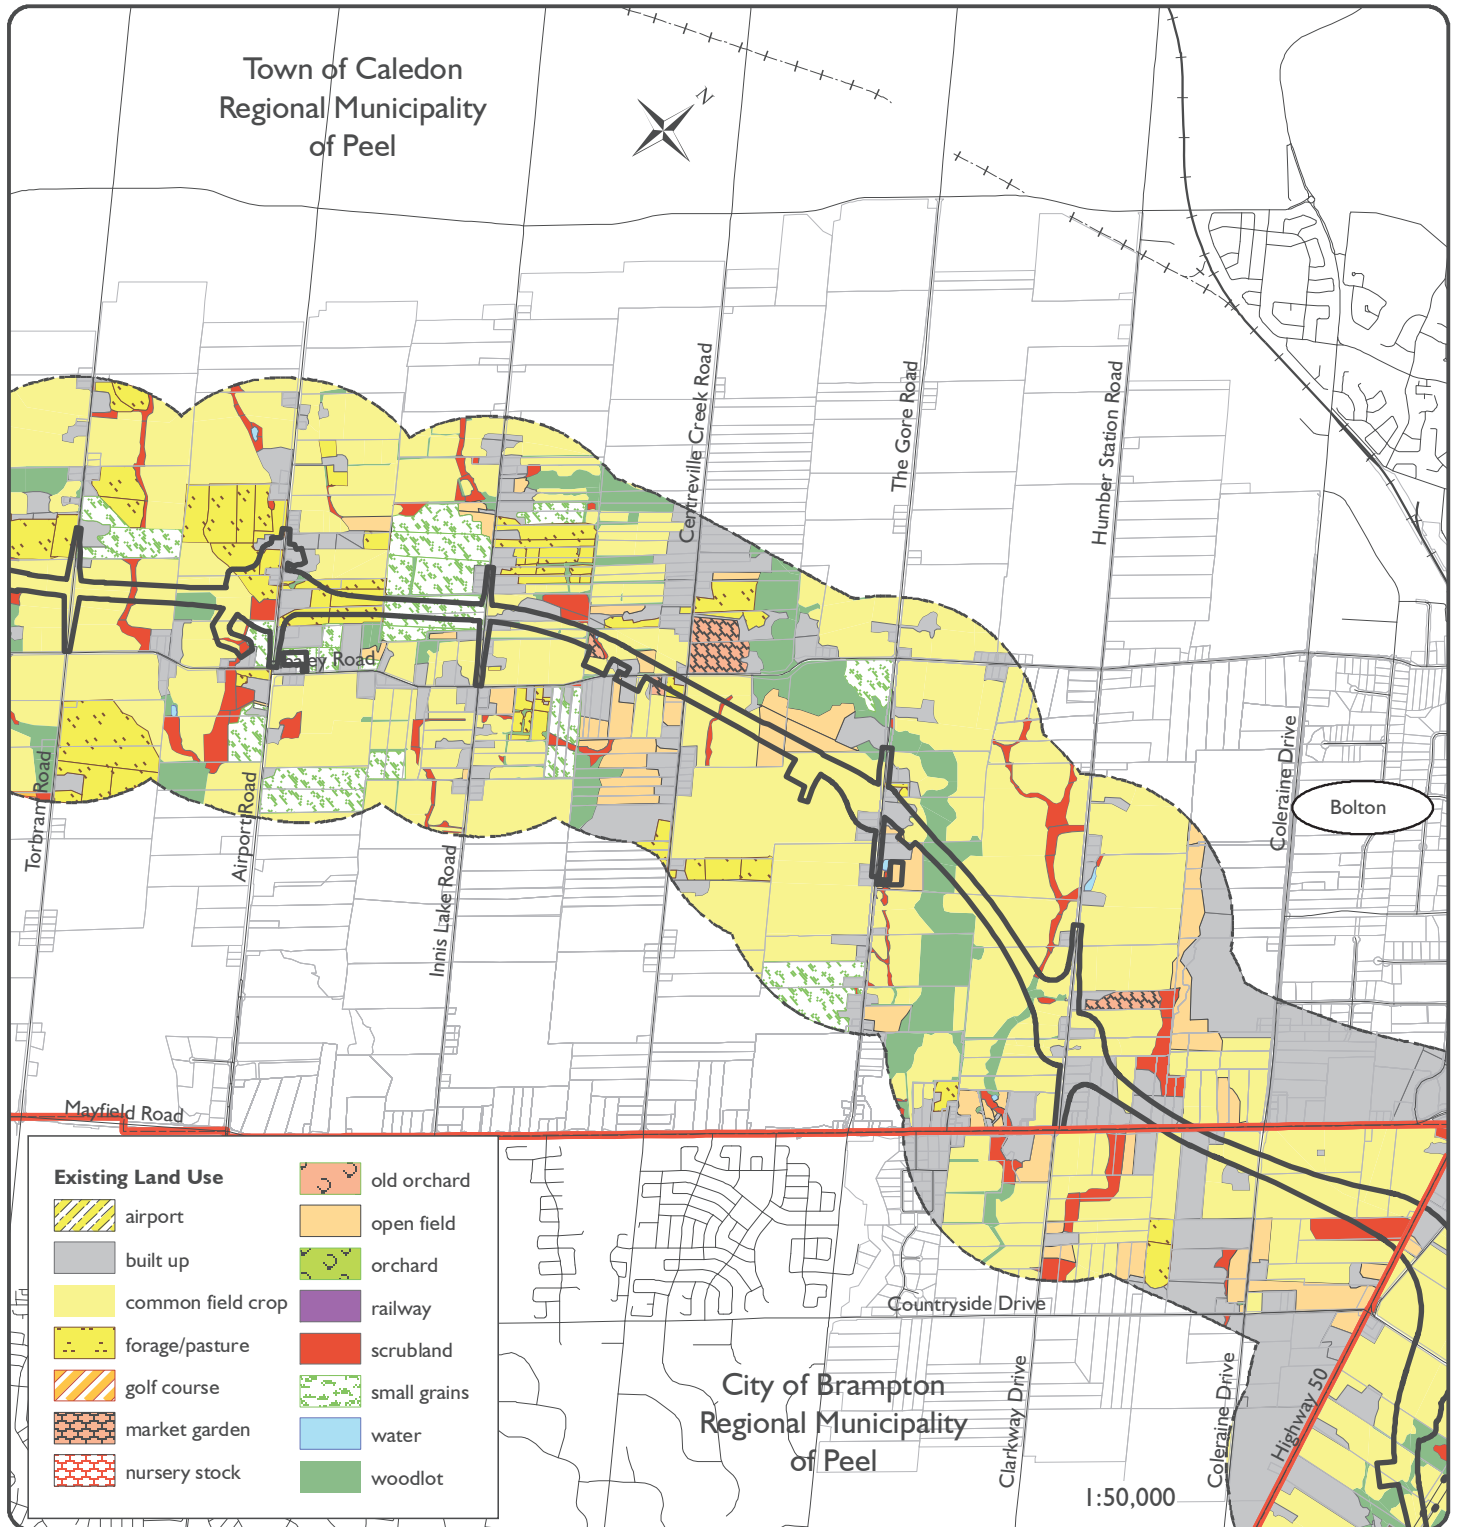 Town of Caledon
Regional Municipality
of Peel
N
Centreville Creek Road
The Gore Road
Humber Station Road
Road
Torbram Road
Airport Road
Innis Lake Road
Coleraine Drive
Bolton
Mayfield Road
Existing Land Use
airport
built up
common field crop
forage/pasture
golf course
market garden
nursery stock
old orchard
open field
orchard
railway
scrubland
small grains
water
woodlot
Countryside Drive
City of Brampton
Regional Municipality
of Peel
Clarkway Drive
Coleraine Drive
Highway 50
1:50,000